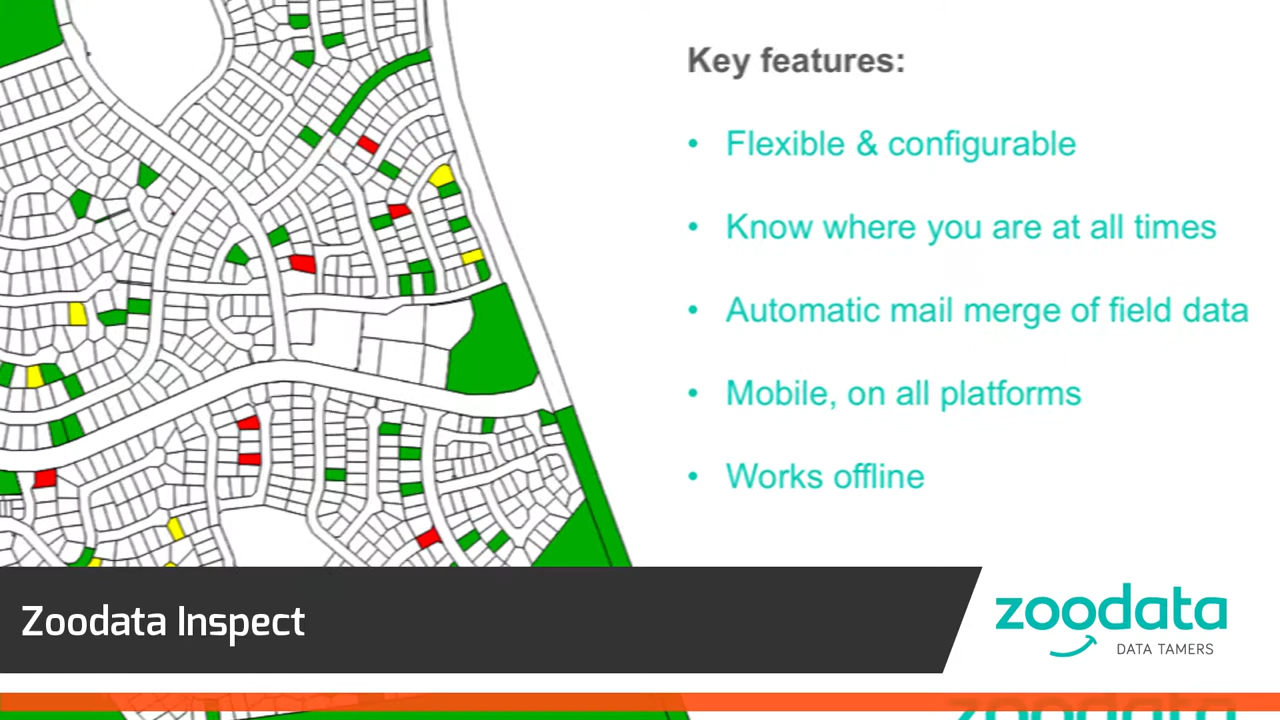 Key features:
• Flexible & configurable
• Know where you are at all times
• Automatic mail merge of field data
• Mobile, on all platforms
• Works offline
Zoodata Inspect
zoodata
DATA TAMERS
zoodata